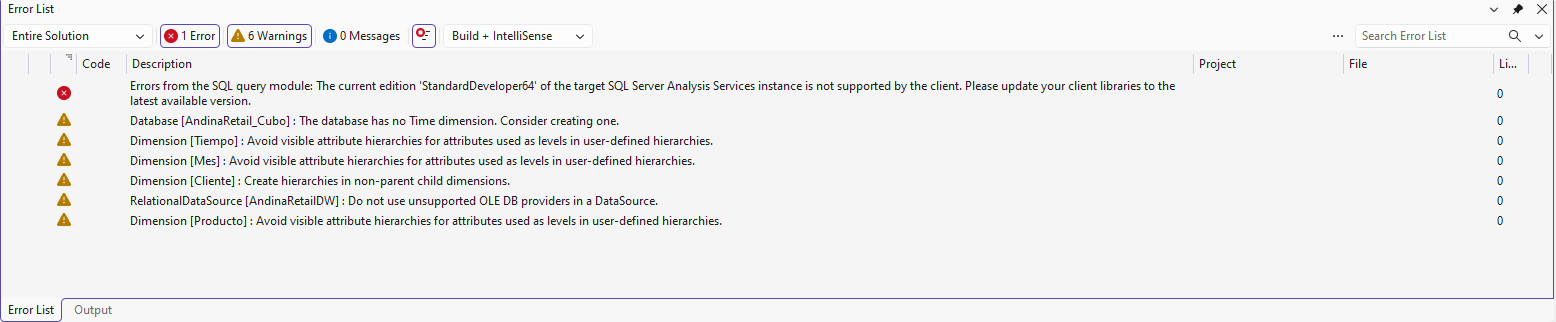 Error List
Entire Solution
1 Error
6 Warnings
0 Messages
Build + IntelliSense
...
Search Error List
Code Description Project File Li...
Errors from the SQL query module: The current edition 'StandardDeveloper64' of the target SQL Server Analysis Services instance is not supported by the client. Please update your client libraries to the
latest available version. 0
Database [AndinaRetail_Cubo] : The database has no Time dimension. Consider creating one. 0
Dimension [Tiempo] : Avoid visible attribute hierarchies for attributes used as levels in user-defined hierarchies. 0
Dimension [Mes] : Avoid visible attribute hierarchies for attributes used as levels in user-defined hierarchies. 0
Dimension [Cliente] : Create hierarchies in non-parent child dimensions. 0
RelationalDataSource [AndinaRetailDW] : Do not use unsupported OLE DB providers in a DataSource. 0
Dimension [Producto] : Avoid visible attribute hierarchies for attributes used as levels in user-defined hierarchies. 0
Error List Output